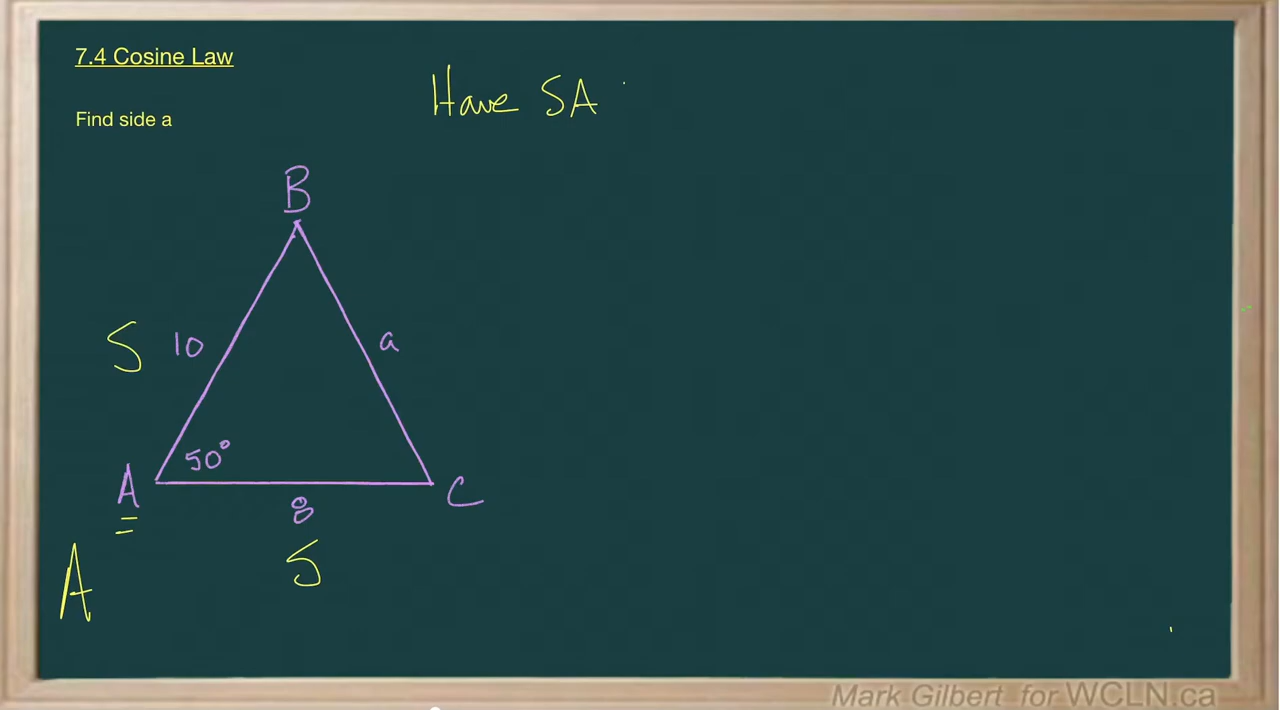 7.4 Cosine Law
Have SA
Find side a
B
S 10 a
50°
A C
8
S
A
Mark Gilbert for WCLN.ca